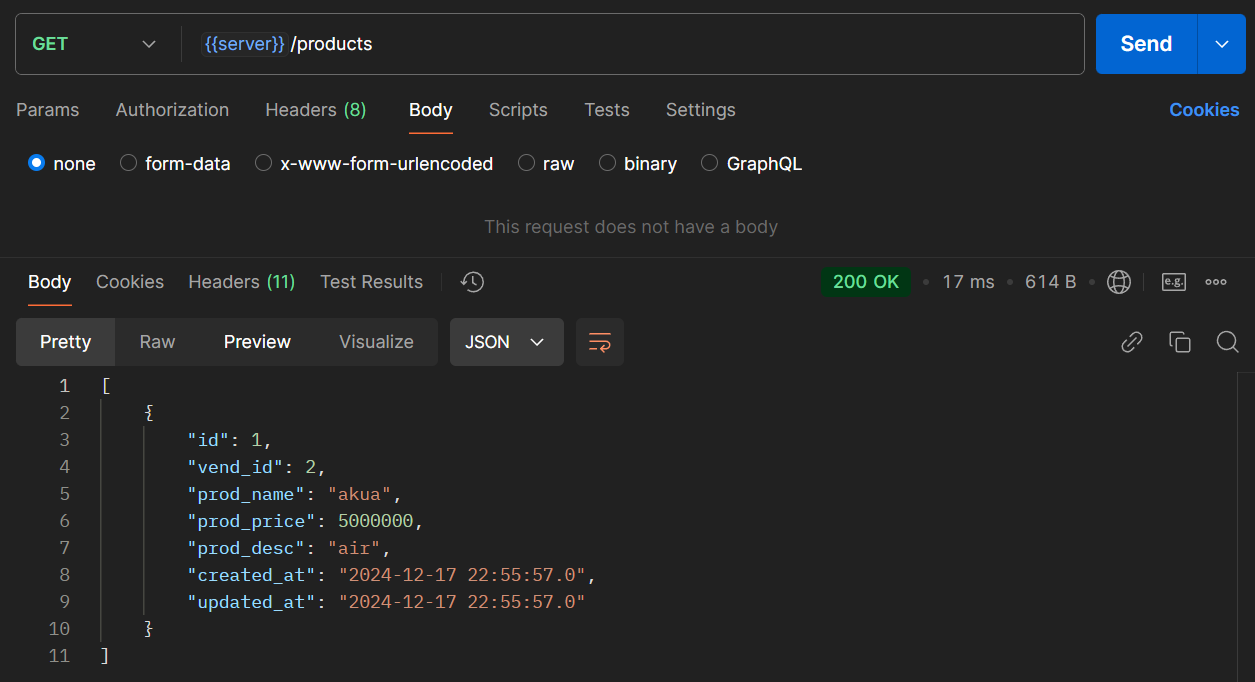 GET {{server}} /products Send
Params Authorization Headers (8) Body Scripts Tests Settings Cookies
none form-data x-www-form-urlencoded raw binary GraphQL
This request does not have a body
Body Cookies Headers (11) Test Results 200 OK • 17 ms • 614 B • e.g.
Pretty Raw Preview Visualize JSON
1 [
2 {
3 "id": 1,
4 "vend_id": 2,
5 "prod_name": "akua",
6 "prod_price": 5000000,
7 "prod_desc": "air",
8 "created_at": "2024-12-17 22:55:57.0",
9 "updated_at": "2024-12-17 22:55:57.0"
10 }
11 ]